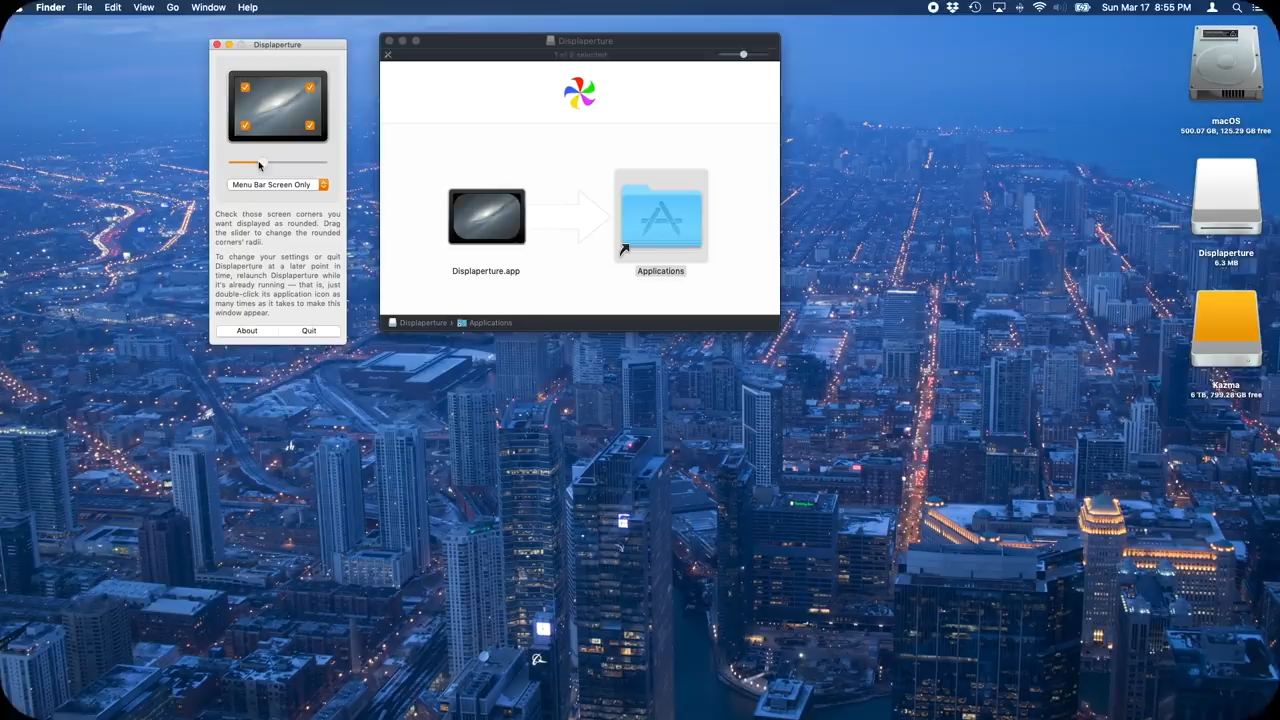 Finder File Edit View Go Window Help
Sun Mar 17 8:55 PM
Displaperture
Menu Bar Screen Only
Check those screen corners you
want displayed as rounded. Drag
the slider to change the rounded
corners' radii.
To change your settings or quit
Displaperture at a later point in
time, relaunch Displaperture while
it's already running — that is, just
double-click its application icon as
many times as it takes to make this
window appear.
About Quit
Displaperture
Displaperture.app
Applications
Displaperture › Applications
macOS
500.07 GB, 125.29 GB free
Displaperture
6.3 MB
Kazma
6 TB, 799.28 GB free